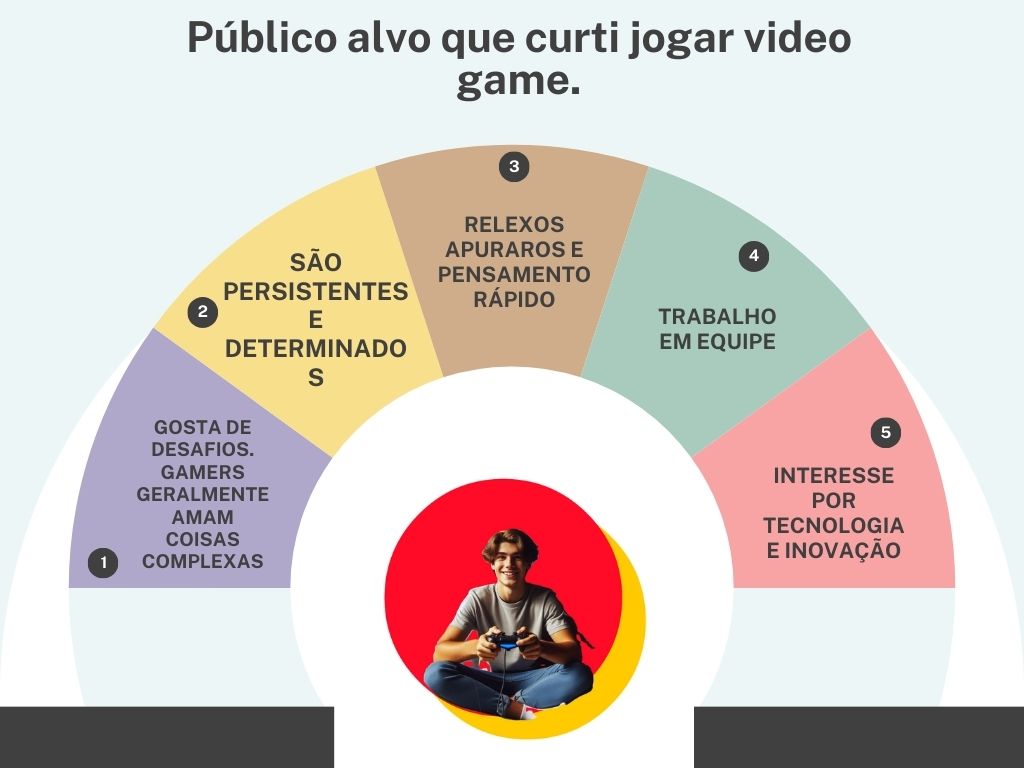 Público alvo que curti jogar video
game.
1
GOSTA DE
DESAFIOS.
GAMERS
GERALMENTE
AMAM
COISAS
COMPLEXAS
2
SÃO
PERSISTENTES
E
DETERMINADO
S
3
RELEXOS
APURAROS E
PENSAMENTO
RÁPIDO
4
TRABALHO
EM EQUIPE
5
INTERESSE
POR
TECNOLOGIA
E INOVAÇÃO